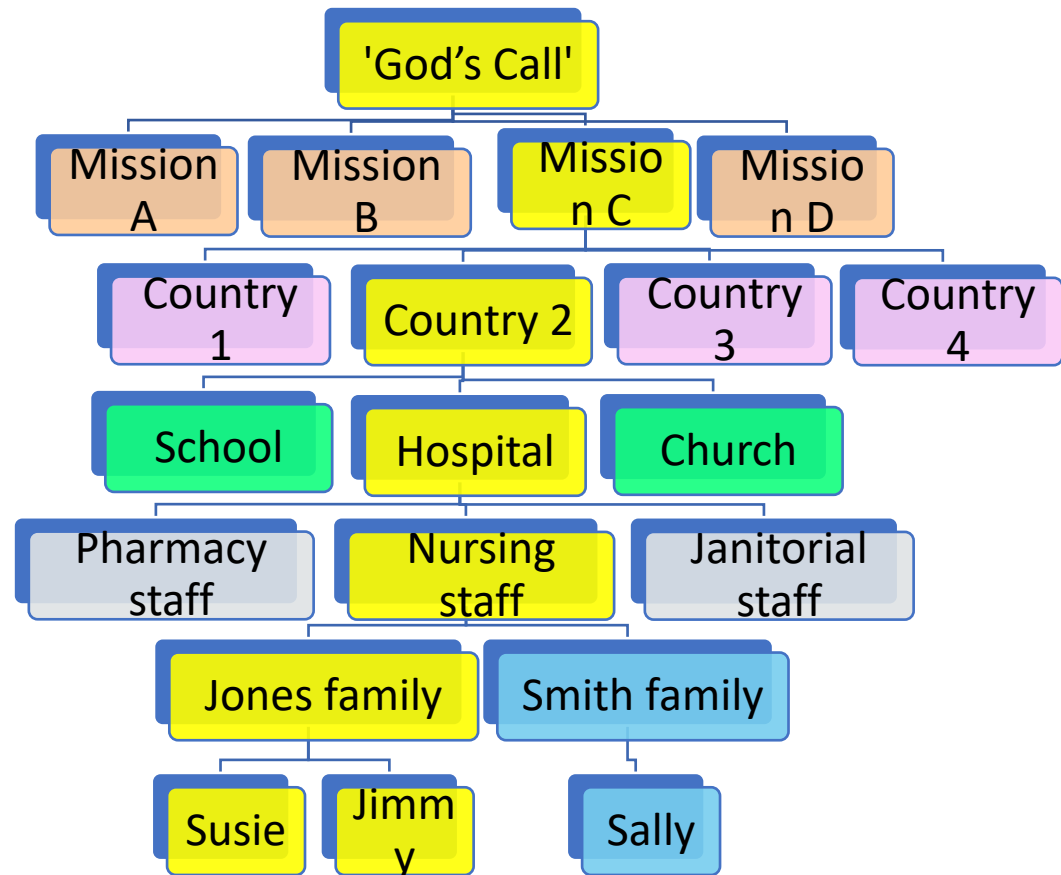 'God’s Call'
Mission
A
Mission
B
Missio
n C
Missio
n D
Country
1
Country 2
Country
3
Country
4
School
Hospital
Church
Pharmacy
staff
Nursing
staff
Janitorial
staff
Jones family
Smith family
Susie
Jimm
y
Sally